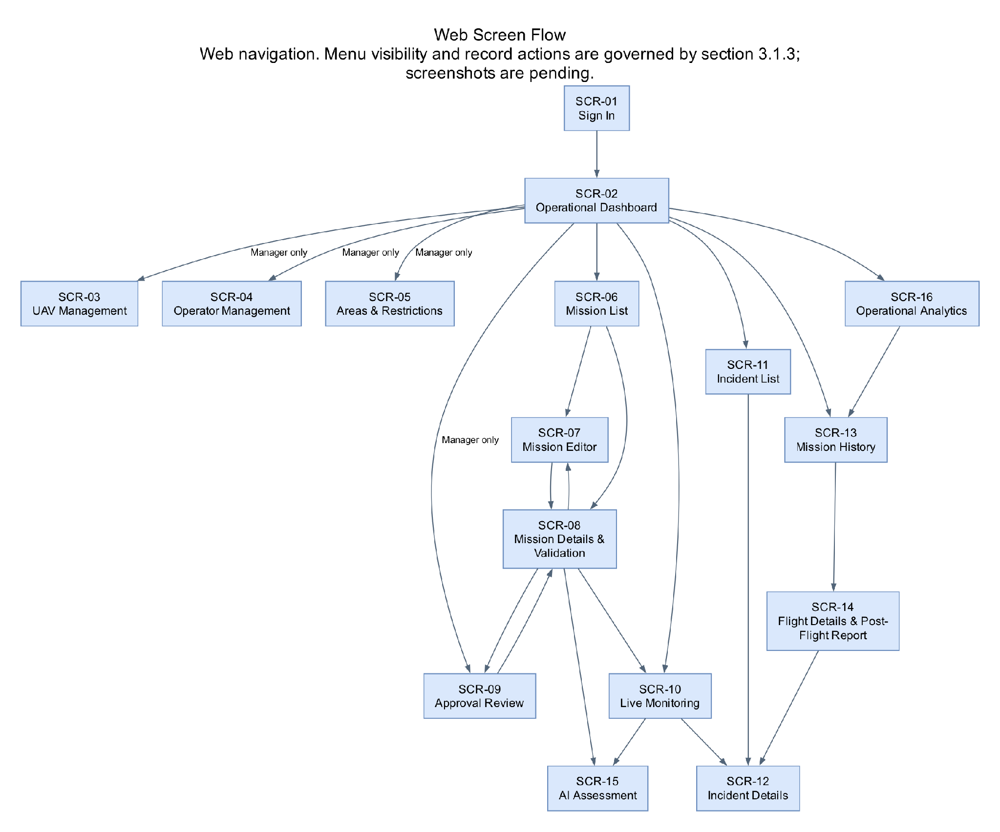 Web Screen Flow
Web navigation. Menu visibility and record actions are governed by section 3.1.3;
screenshots are pending.
SCR-01
Sign In
SCR-02
Operational Dashboard
Manager only
Manager only
Manager only
SCR-03
UAV Management
SCR-04
Operator Management
SCR-05
Areas & Restrictions
SCR-06
Mission List
SCR-16
Operational Analytics
SCR-11
Incident List
SCR-07
Mission Editor
Manager only
SCR-13
Mission History
SCR-08
Mission Details &
Validation
SCR-14
Flight Details & Post-
Flight Report
SCR-09
Approval Review
SCR-10
Live Monitoring
SCR-15
AI Assessment
SCR-12
Incident Details